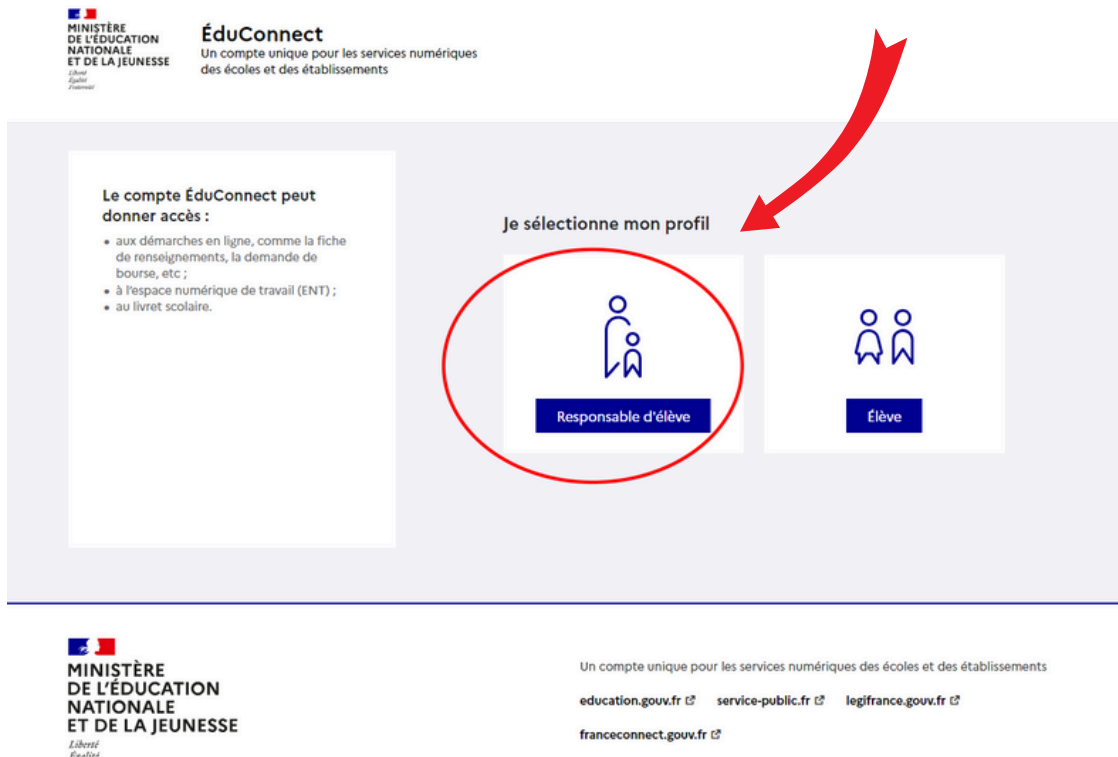 MINISTÈRE
DE L'ÉDUCATION
NATIONALE
ET DE LA JEUNESSE
Liberté
Égalité
Fraternité
ÉduConnect
Un compte unique pour les services numériques
des écoles et des établissements
Le compte ÉduConnect peut
donner accès :
• aux démarches en ligne, comme la fiche
de renseignements, la demande de
bourse, etc ;
• à l'espace numérique de travail (ENT) ;
• au livret scolaire.
Je sélectionne mon profil
Responsable d'élève
Élève
MINISTÈRE
DE L'ÉDUCATION
NATIONALE
ET DE LA JEUNESSE
Liberté
Égalité
Un compte unique pour les services numériques des écoles et des établissements
education.gouv.fr service-public.fr legifrance.gouv.fr
franceconnect.gouv.fr